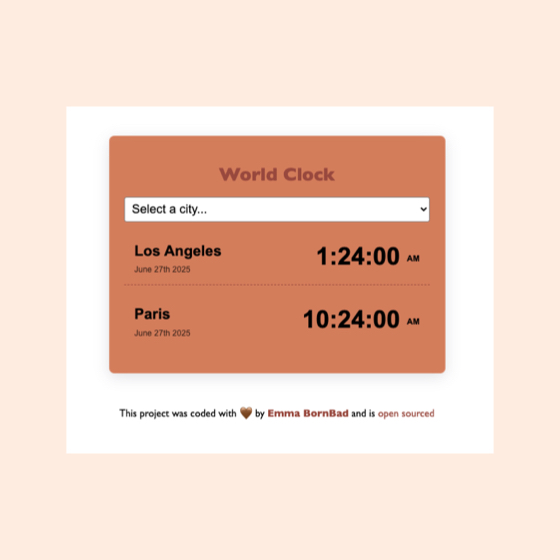 World Clock
Select a city...
Los Angeles
1:24:00 AM
June 27th 2025
Paris
10:24:00 AM
June 27th 2025
This project was coded with 🤎 by Emma BornBad and is open sourced